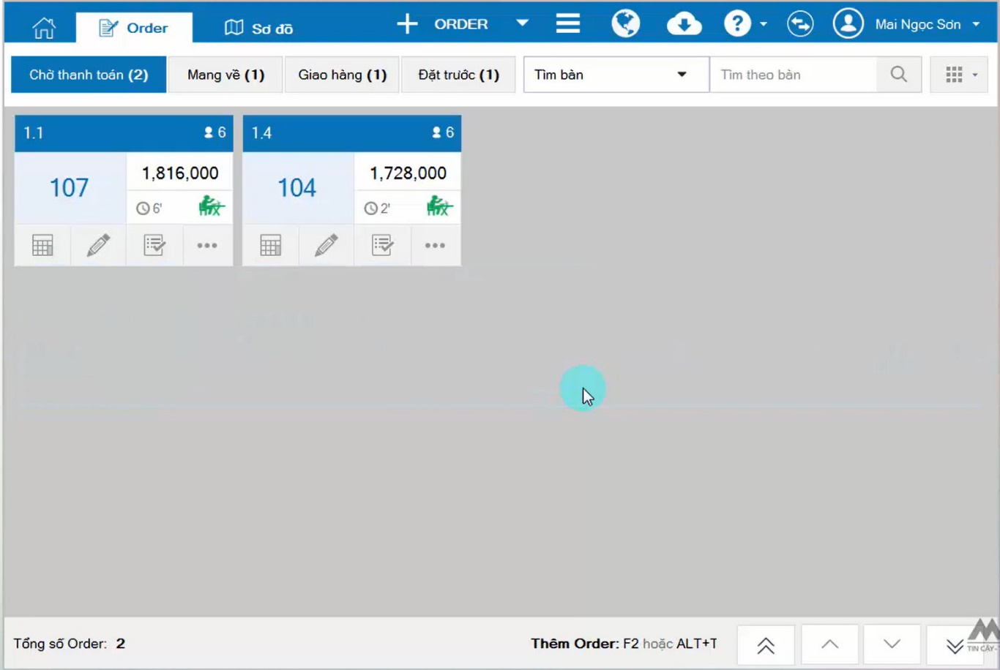 Order
Sơ đồ
ORDER
Mai Ngọc Sơn
Chờ thanh toán (2)
Mang về (1)
Giao hàng (1)
Đặt trước (1)
Tìm bàn
Tìm theo bàn
1.1
6
1.4
6
107
1,816,000
6'
104
1,728,000
2'
Tổng số Order: 2
Thêm Order: F2 hoặc ALT+T
TIN CẬY-